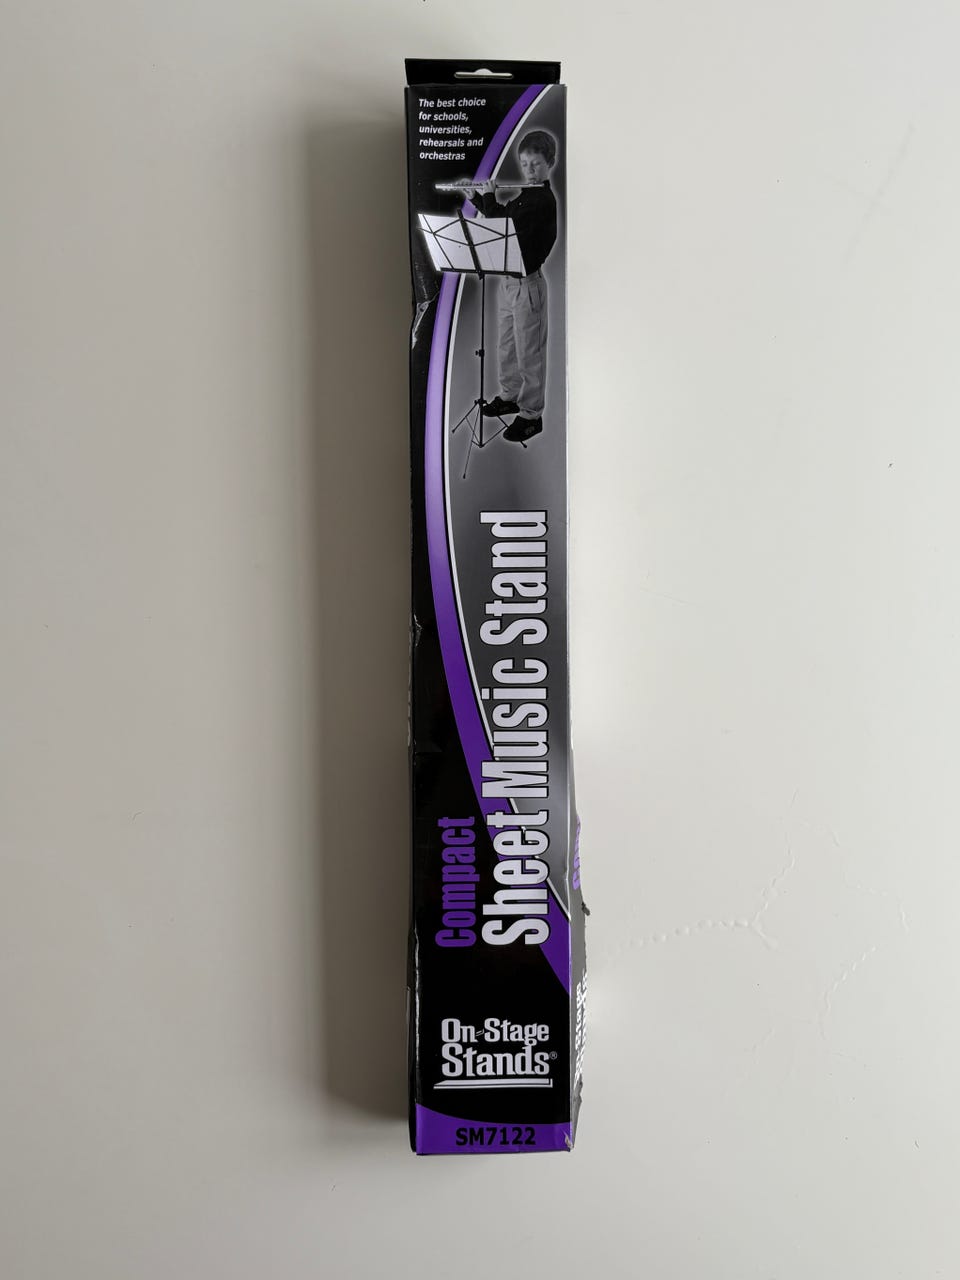 The best choice
for schools,
universities,
rehearsals and
orchestras
Compact
Sheet Music Stand
On-Stage
Stands®
SM7122